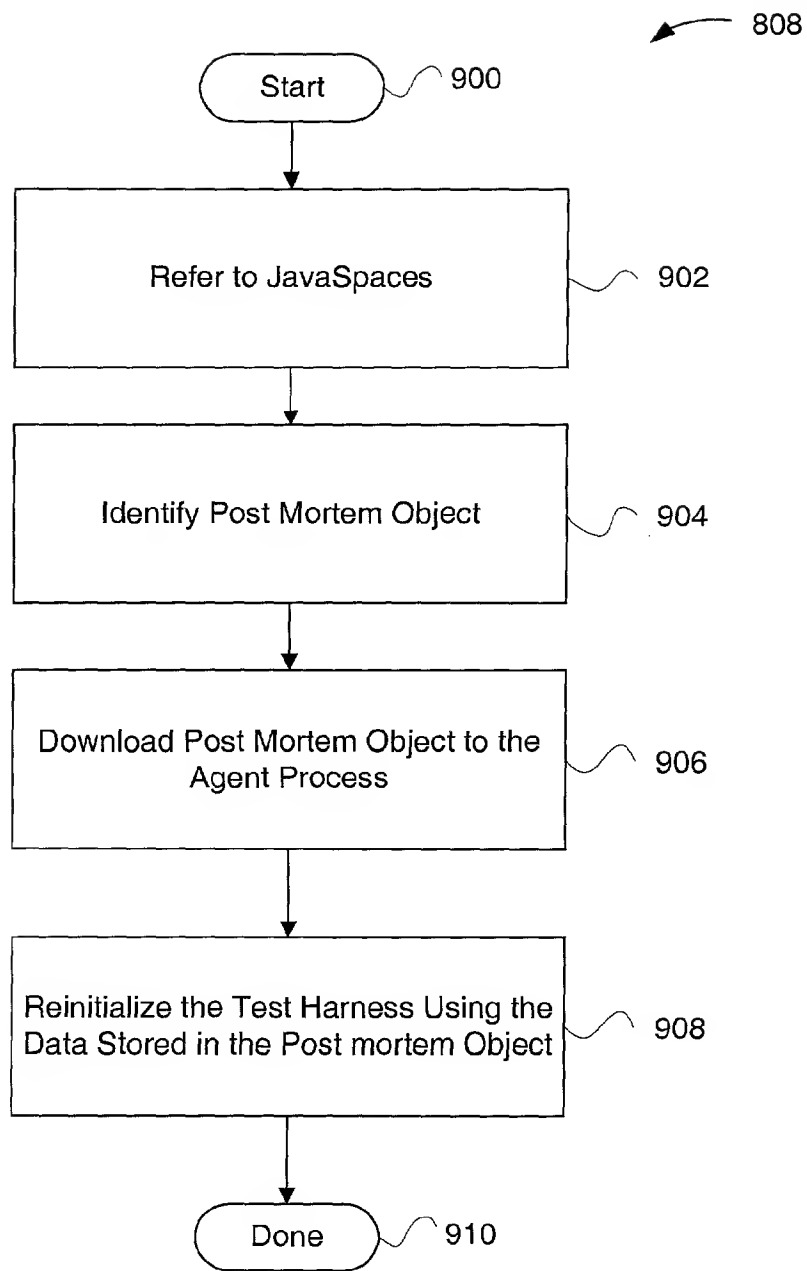 808
Start
900
Refer to JavaSpaces
902
Identify Post Mortem Object
904
Download Post Mortem Object to the
Agent Process
906
Reinitialize the Test Harness Using the
Data Stored in the Post mortem Object
908
Done
910